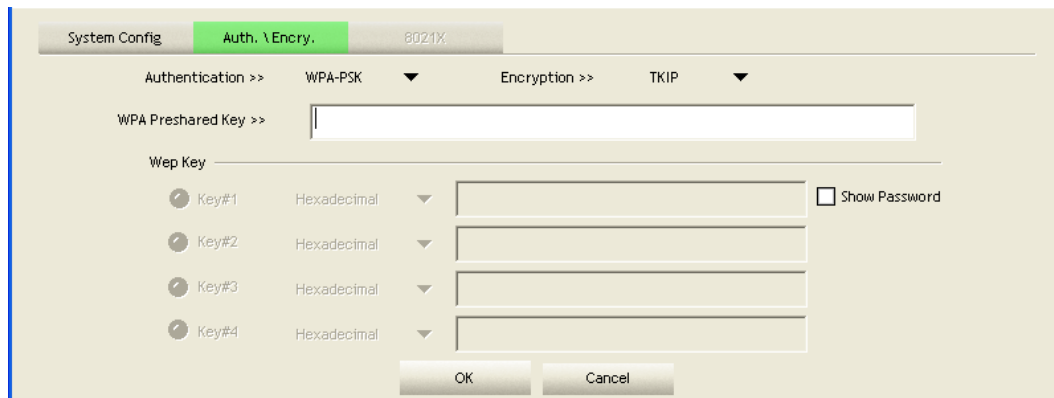 System Config Auth. \ Encry. 8021X
Authentication >> WPA-PSK Encryption >> TKIP
WPA Preshared Key >>
Wep Key
Key#1 Hexadecimal Show Password
Key#2 Hexadecimal
Key#3 Hexadecimal
Key#4 Hexadecimal
OK Cancel